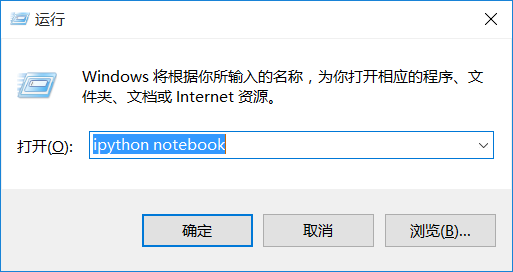 运行
Windows 将根据你所输入的名称，为你打开相应的程序、文
件夹、文档或 Internet 资源。
打开(O): ipython notebook
确定 取消 浏览(B)...